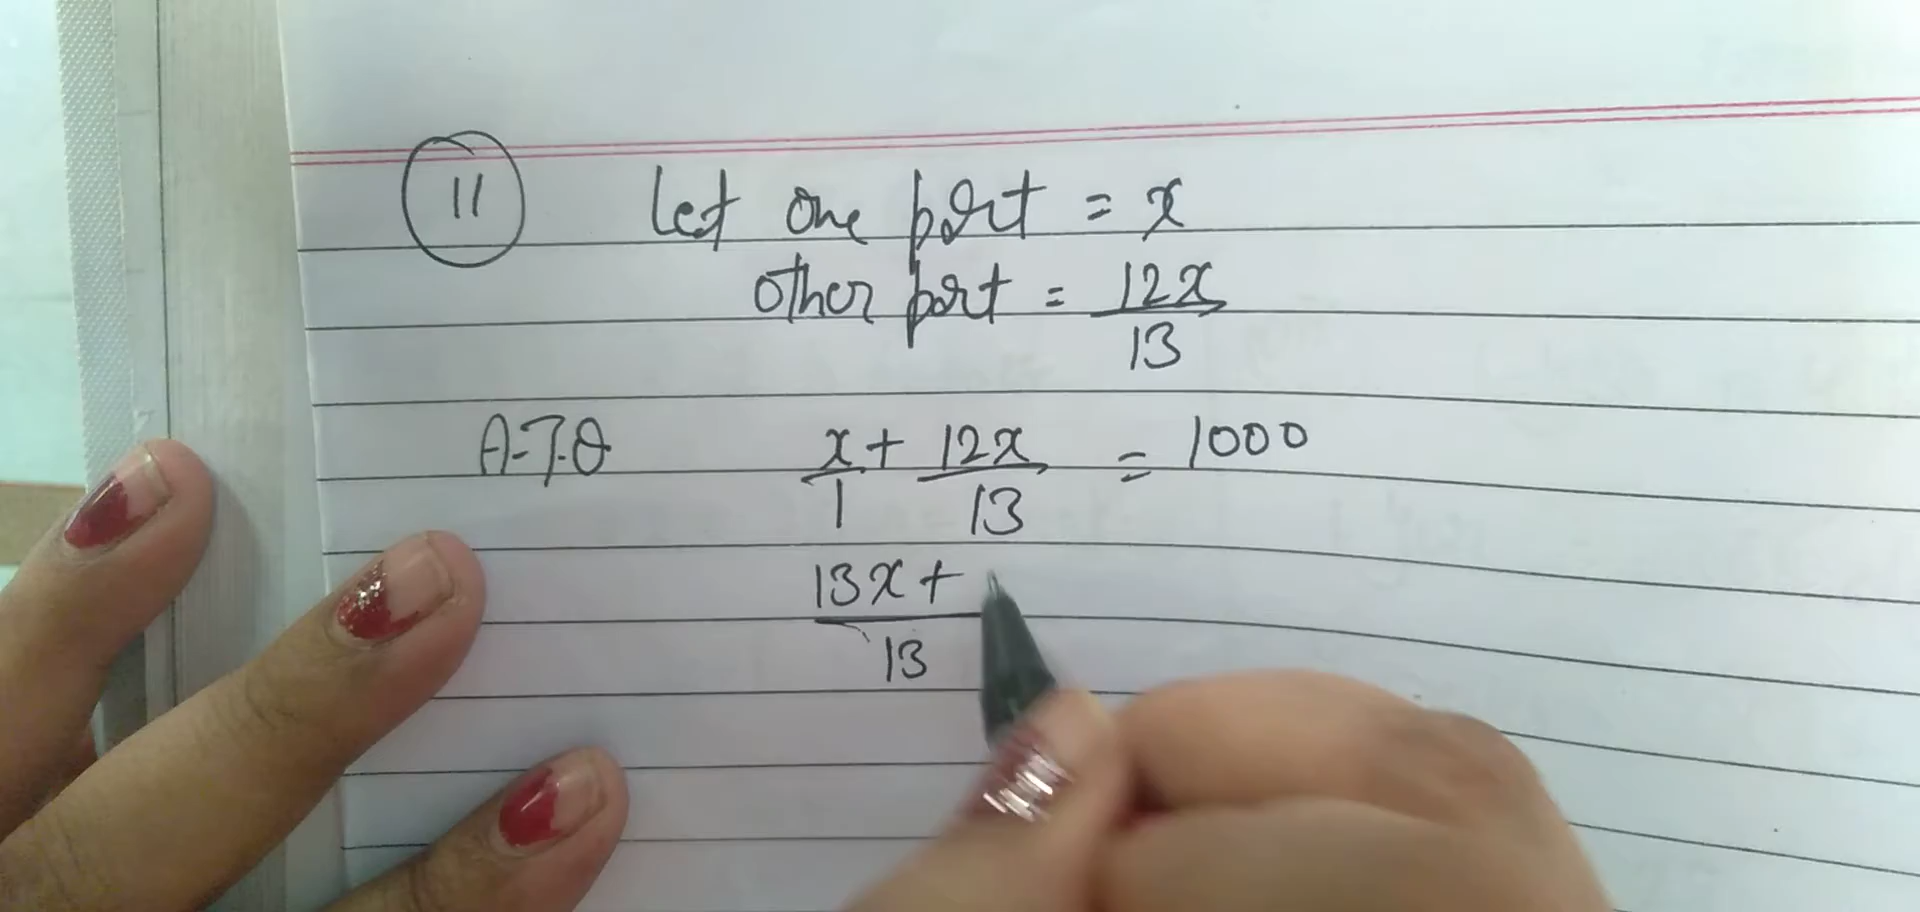 11 Let one part = x
other part = 12x/13
A.T.Q x/1 + 12x/13 = 1000
13x+ /13